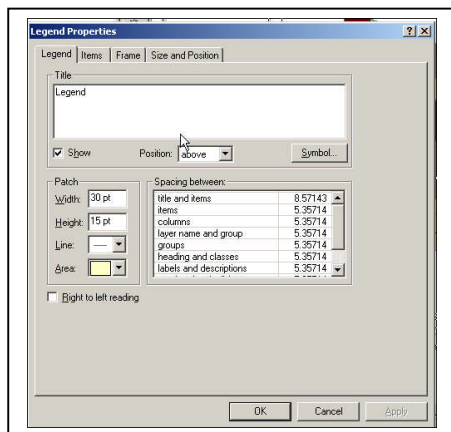 Legend Properties
Legend Items Frame Size and Position
Title
Legend
Show Position: above Symbol...
Patch
Width: 30 pt
Height: 15 pt
Line:
Area:
Spacing between:
title and items 8.57143
items 5.35714
columns 5.35714
layer name and group 5.35714
groups 5.35714
heading and classes 5.35714
labels and descriptions 5.35714
Right to left reading
OK Cancel Apply